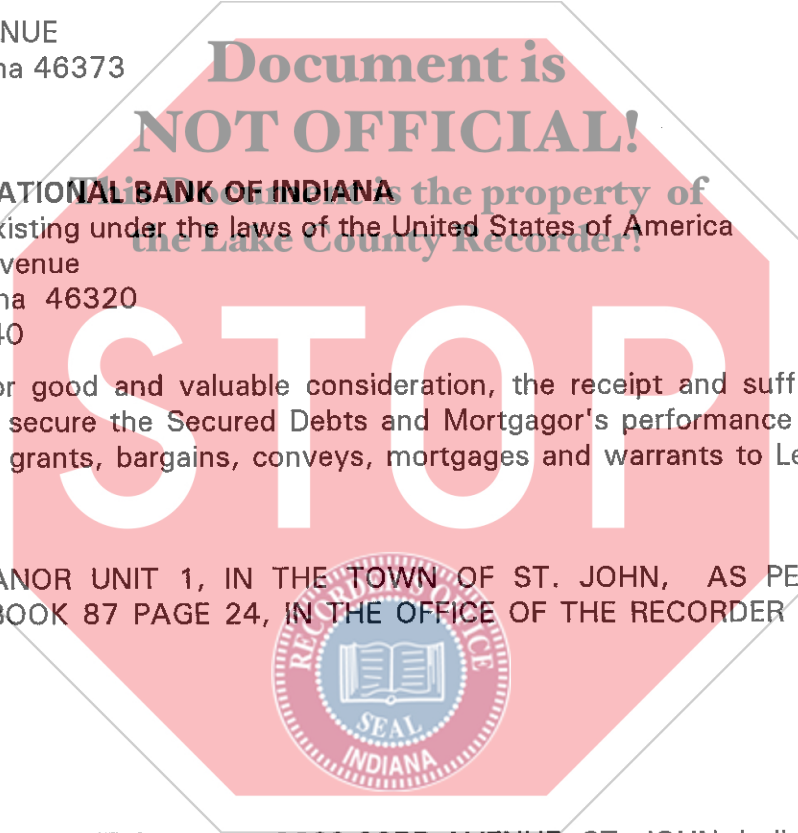 NUE
na 46373
Document is
NOT OFFICIAL!
ATIONAL BANK OF INDIANA
This Document is the property of
xisting under the laws of the United States of America
the Lake County Recorder!
venue
na 46320
40
STOP
or good and valuable consideration, the receipt and suff
secure the Secured Debts and Mortgagor's performance
grants, bargains, conveys, mortgages and warrants to Le
ANOR UNIT 1, IN THE TOWN OF ST. JOHN, AS PE
BOOK 87 PAGE 24, IN THE OFFICE OF THE RECORDER
RECORDER'S OFFICE
SEAL
INDIANA
AVENUE, ST. JOHN